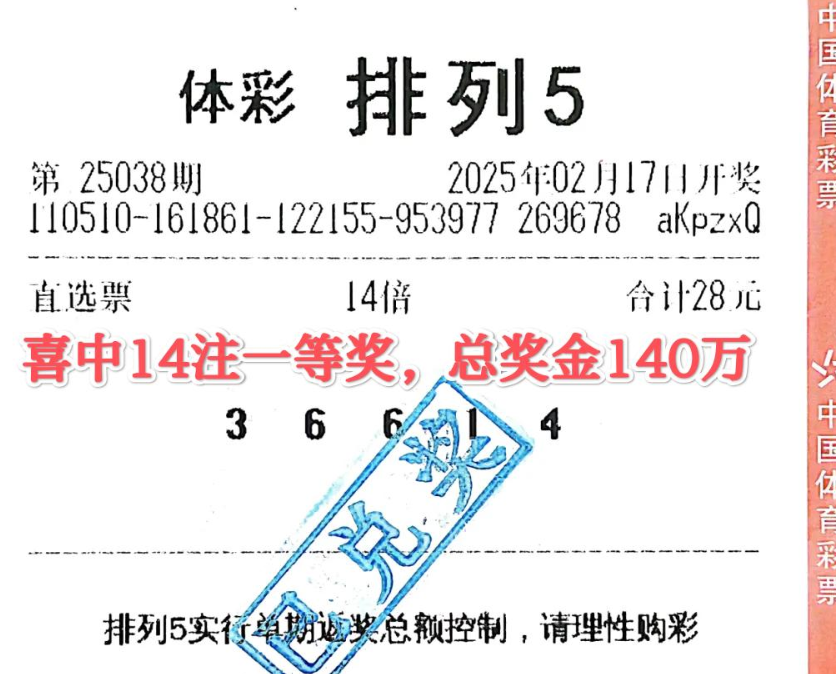 体彩 排列5
第 25038期 2025年02月17日开奖
110510-161861-122155-953977 269678 aKpzxQ
直选票 14倍 合计28元
喜中14注一等奖，总奖金140万
3 6 6 1 4
已兑奖
排列5实行单期返奖总额控制，请理性购彩
中国体育彩票
中国体育彩票